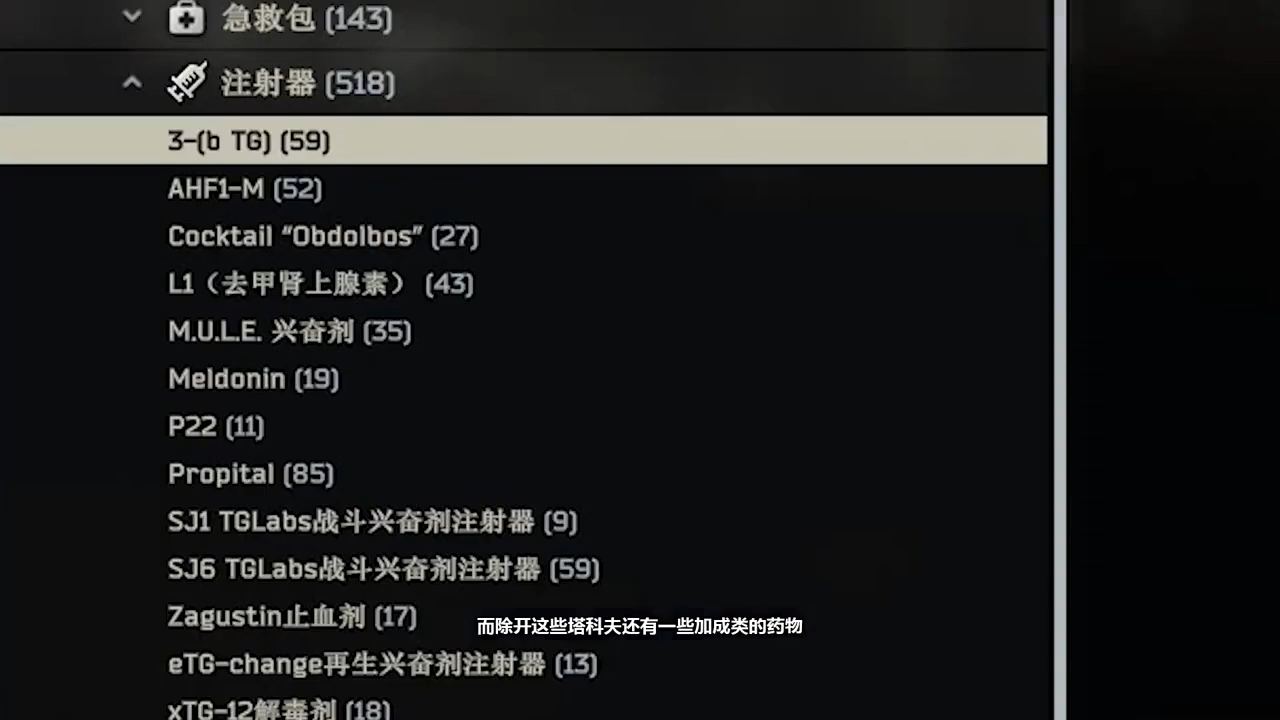 急救包 (143)
注射器 (518)
3-(b TG) (59)
AHF1-M (52)
Cocktail “Obdolbos” (27)
L1（去甲肾上腺素） (43)
M.U.L.E. 兴奋剂 (35)
Meldonin (19)
P22 (11)
Propital (85)
SJ1 TGLabs战斗兴奋剂注射器 (9)
SJ6 TGLabs战斗兴奋剂注射器 (59)
Zagustin止血剂 (17)
而除开这些塔科夫还有一些加成类的药物
eTG-change再生兴奋剂注射器 (13)
xTG-12解毒剂 (18)